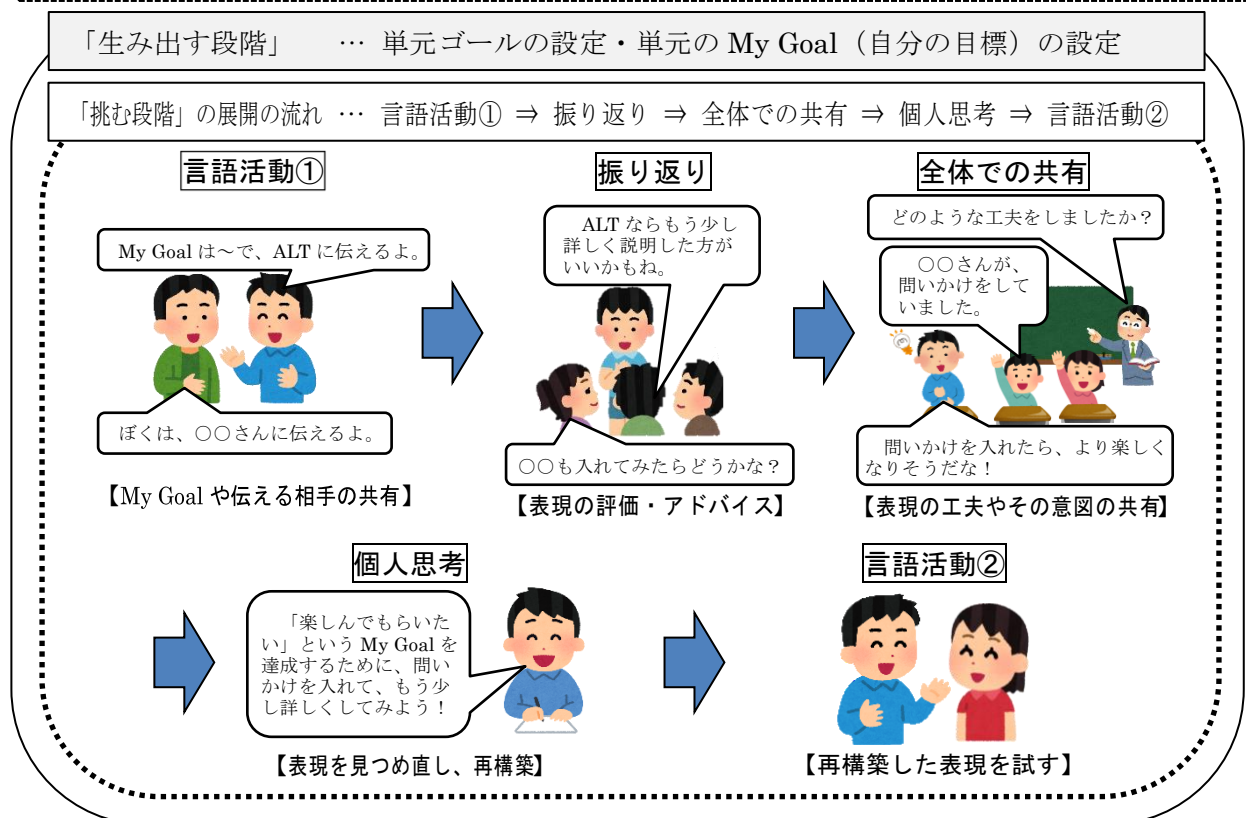 「生み出す段階」　… 単元ゴールの設定・単元の My Goal（自分の目標）の設定
「挑む段階」の展開の流れ … 言語活動① ⇒ 振り返り ⇒ 全体での共有 ⇒ 個人思考 ⇒ 言語活動②
言語活動①
My Goal は～で、ALT に伝えるよ。
ぼくは、〇〇さんに伝えるよ。
【My Goal や伝える相手の共有】
振り返り
ALT ならもう少し
詳しく説明した方が
いいかもね。
〇〇も入れてみたらどうかな？
【表現の評価・アドバイス】
全体での共有
どのような工夫をしましたか？
〇〇さんが、
問いかけをして
いました。
問いかけを入れたら、より楽しく
なりそうだな！
【表現の工夫やその意図の共有】
個人思考
「楽しんでもらいた
い」という My Goal を
達成するために、問い
かけを入れて、もう少
し詳しくしてみよう！
【表現を見つめ直し、再構築】
言語活動②
【再構築した表現を試す】